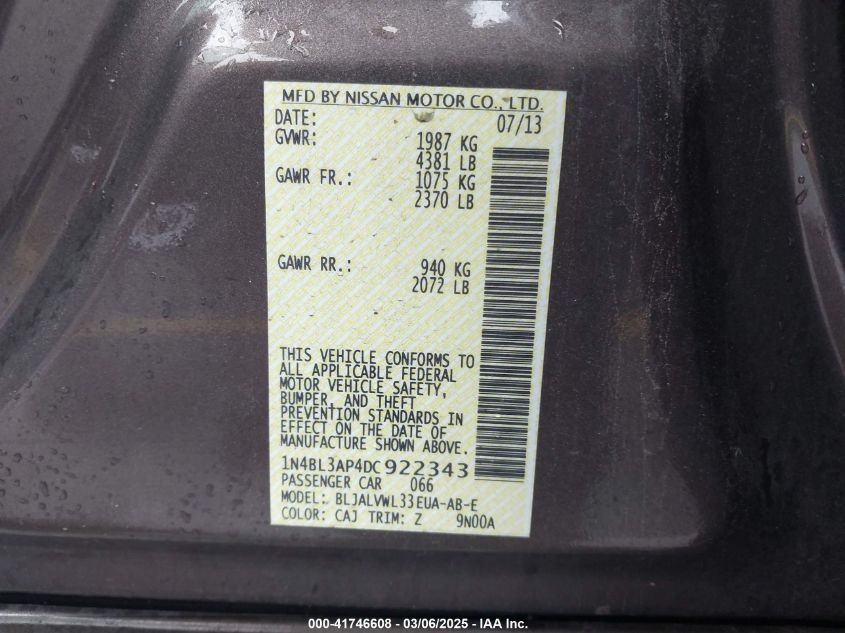 MFD BY NISSAN MOTOR CO., LTD.
DATE: 07/13
GVWR: 1987 KG
4381 LB
GAWR FR.: 1075 KG
2370 LB
GAWR RR.: 940 KG
2072 LB
THIS VEHICLE CONFORMS TO
ALL APPLICABLE FEDERAL
MOTOR VEHICLE SAFETY,
BUMPER, AND THEFT
PREVENTION STANDARDS IN
EFFECT ON THE DATE OF
MANUFACTURE SHOWN ABOVE.
1N4BL3AP4DC922343
PASSENGER CAR 066
MODEL: BLJALVWL33EUA-AB-E
COLOR: CAJ TRIM: Z 9N00A
000-41746608 - 03/06/2025 - IAA Inc.